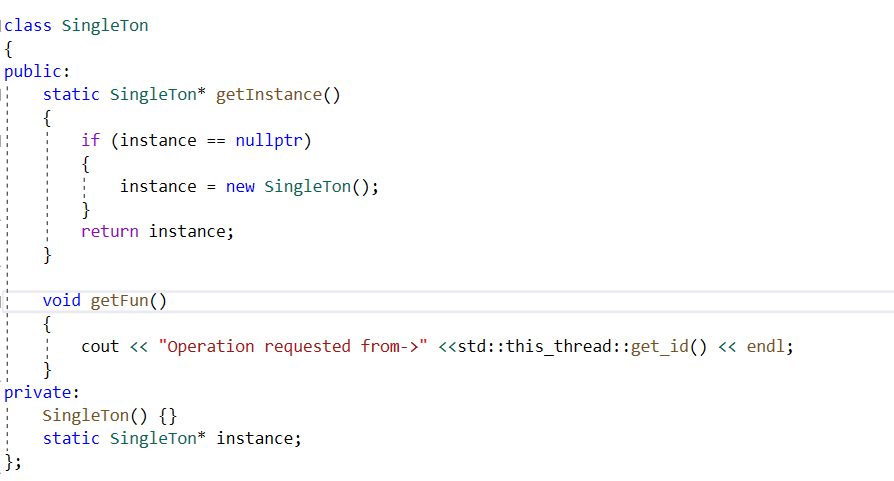 class SingleTon
{
public:
    static SingleTon* getInstance()
    {
        if (instance == nullptr)
        {
            instance = new SingleTon();
        }
        return instance;
    }

    void getFun()
    {
        cout << "Operation requested from->" <<std::this_thread::get_id() << endl;
    }
private:
    SingleTon() {}
    static SingleTon* instance;
};